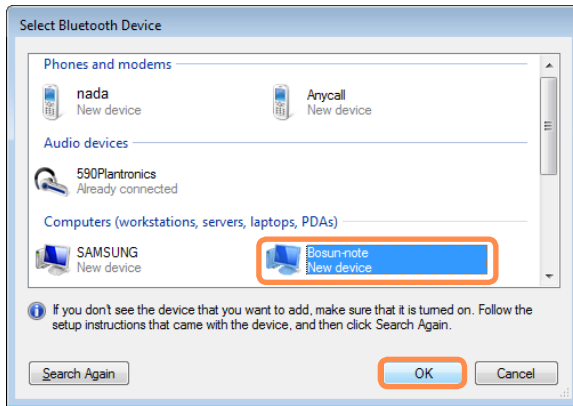 Select Bluetooth Device
Phones and modems
nada
New device
Anycall
New device
Audio devices
590Plantronics
Already connected
Computers (workstations, servers, laptops, PDAs)
SAMSUNG
New device
Bosun-note
New device
If you don't see the device that you want to add, make sure that it is turned on. Follow the
setup instructions that came with the device, and then click Search Again.
Search Again
OK
Cancel